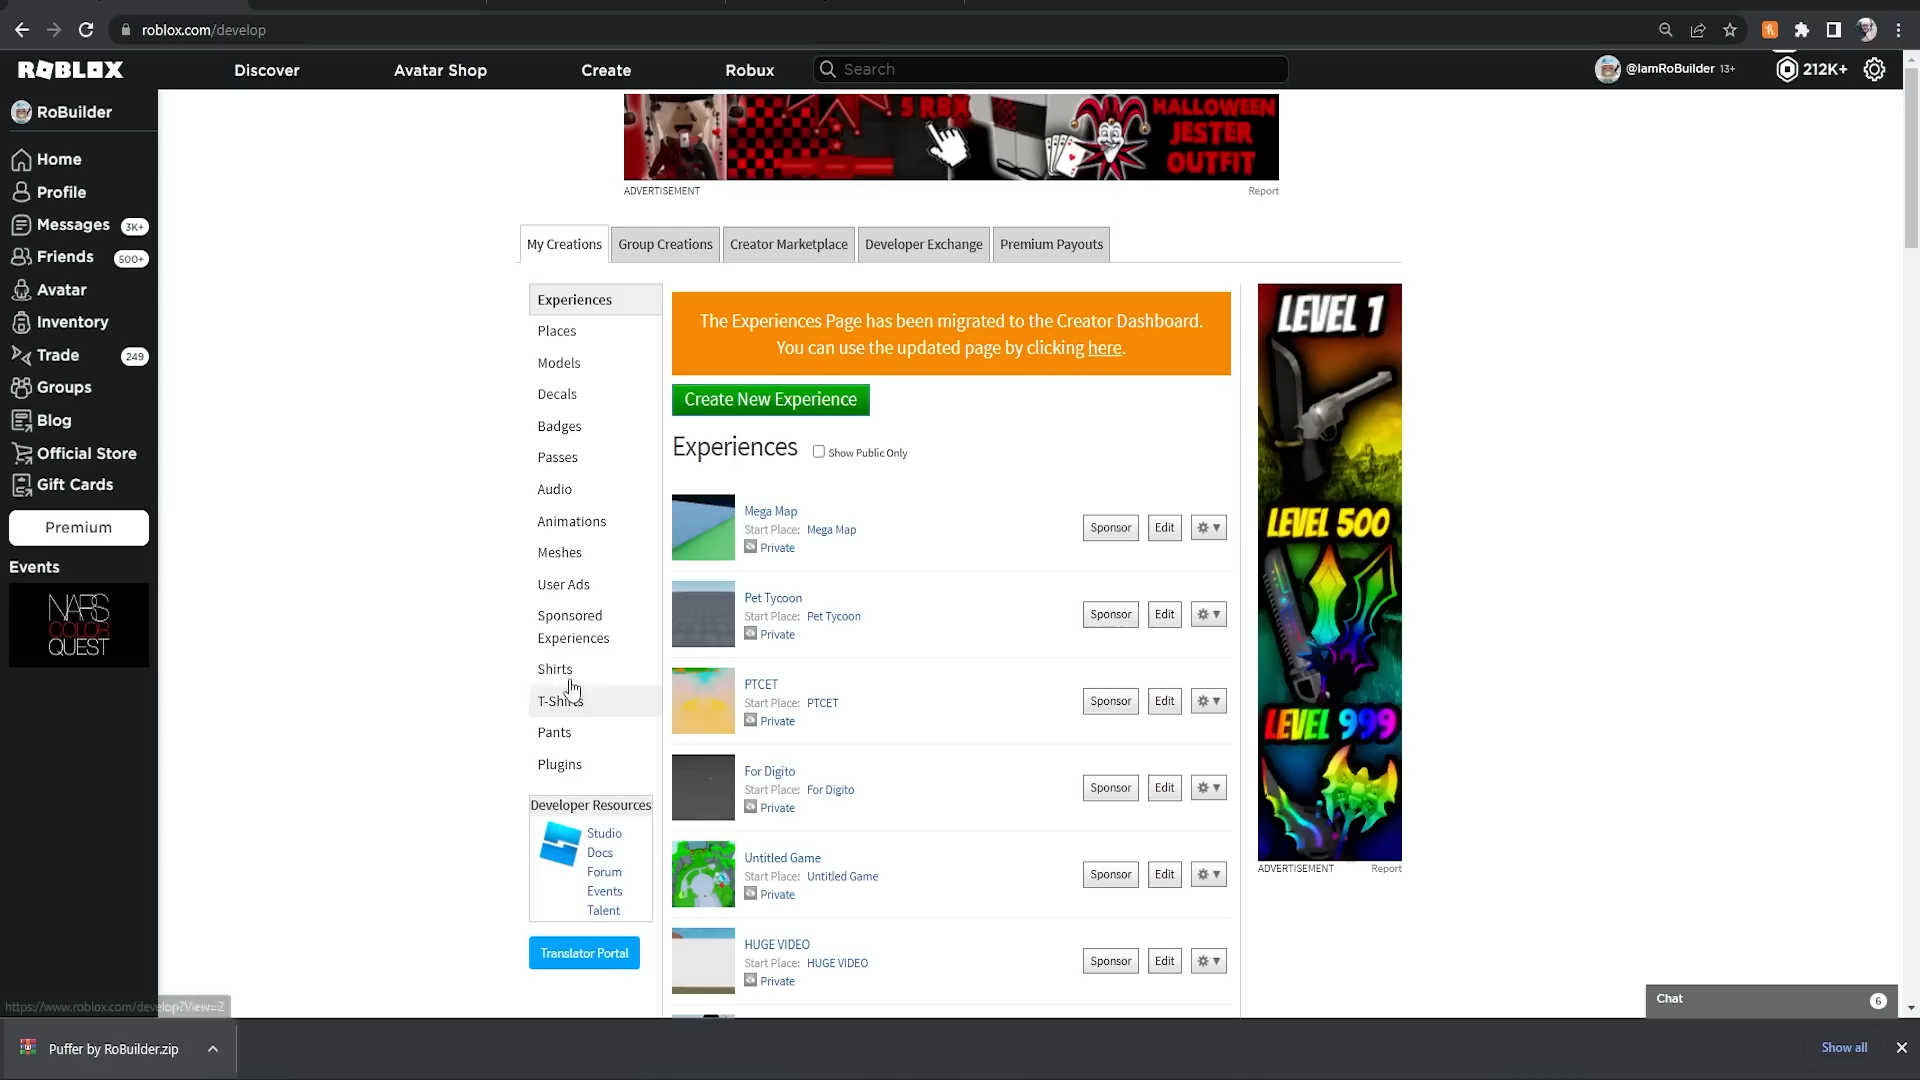 roblox.com/develop
ROBLOX
Discover
Avatar Shop
Create
Robux
Search
@IamRoBuilder 13+
212K+
RoBuilder
Home
Profile
Messages 3K+
Friends 500+
Avatar
Inventory
Trade 249
Groups
Blog
Official Store
Gift Cards
Premium
Events
NARS
COLOR
QUEST
5 RBX
HALLOWEEN
JESTER
OUTFIT
ADVERTISEMENT
Report
My Creations
Group Creations
Creator Marketplace
Developer Exchange
Premium Payouts
Experiences
Places
Models
Decals
Badges
Passes
Audio
Animations
Meshes
User Ads
Sponsored
Experiences
Shirts
T-Shirts
Pants
Plugins
Developer Resources
Studio
Docs
Forum
Events
Talent
Translator Portal
The Experiences Page has been migrated to the Creator Dashboard.
You can use the updated page by clicking here.
Create New Experience
Experiences
Show Public Only
Mega Map
Start Place: Mega Map
Private
Sponsor
Edit
Pet Tycoon
Start Place: Pet Tycoon
Private
Sponsor
Edit
PTCET
Start Place: PTCET
Private
Sponsor
Edit
For Digito
Start Place: For Digito
Private
Sponsor
Edit
Untitled Game
Start Place: Untitled Game
Private
Sponsor
Edit
HUGE VIDEO
Start Place: HUGE VIDEO
Private
Sponsor
Edit
LEVEL 1
LEVEL 500
LEVEL 999
ADVERTISEMENT
Report
https://www.roblox.com/develop?View=2
Chat
6
Puffer by RoBuilder.zip
Show all